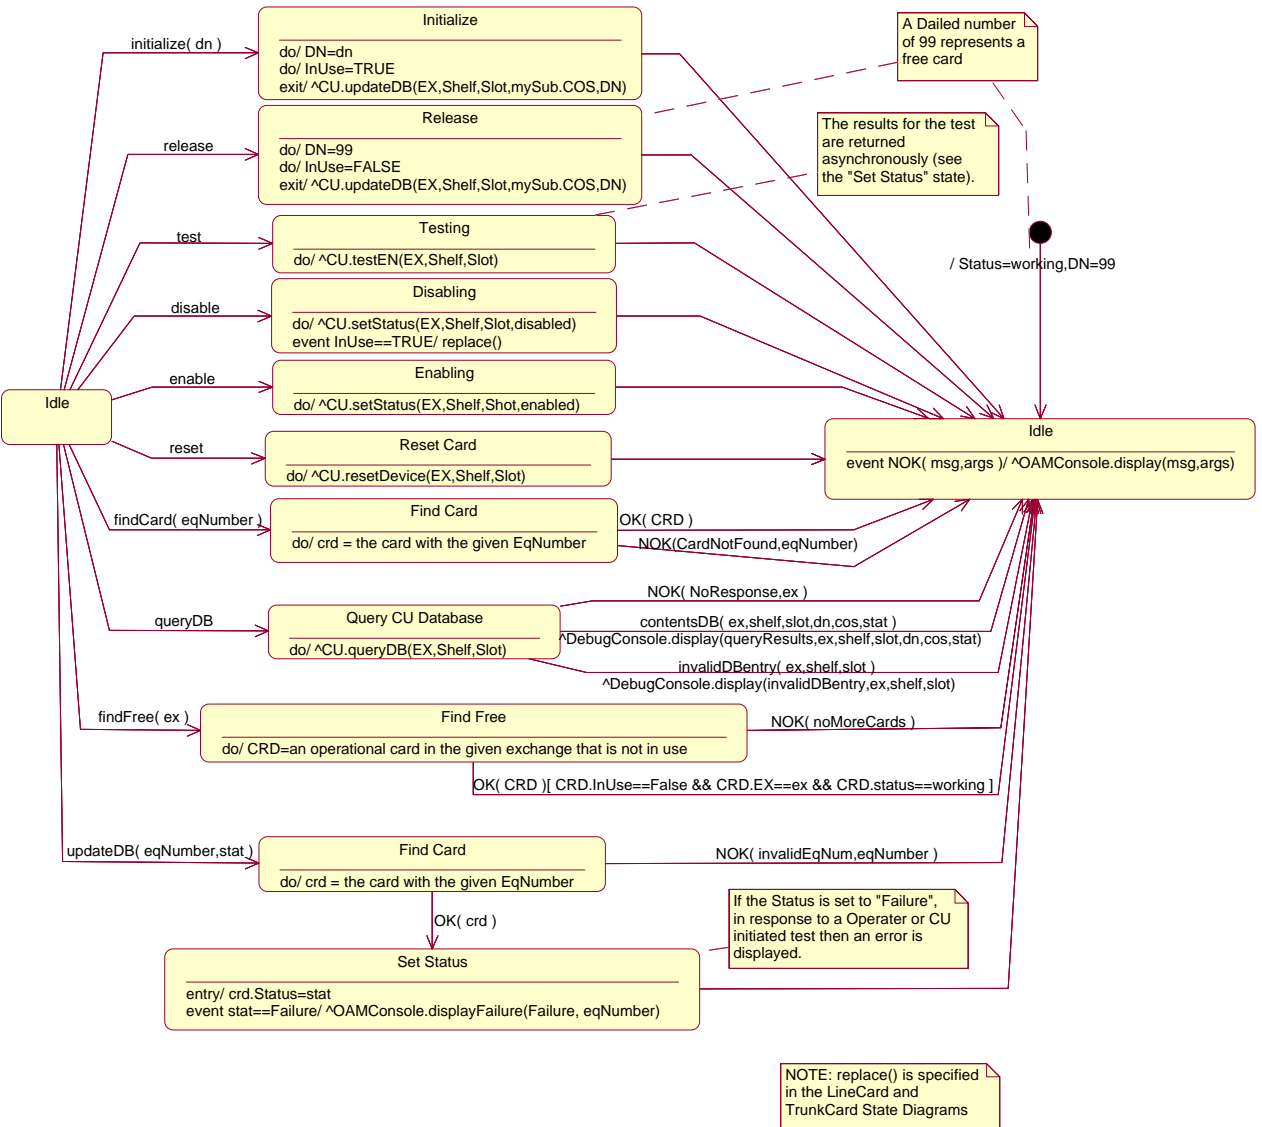 Initialize
do/ DN=dn
do/ InUse=TRUE
exit/ ^CU.updateDB(EX,Shelf,Slot,mySub.COS,DN)
initialize( dn )
A Dailed number
of 99 represents a
free card
Release
do/ DN=99
do/ InUse=FALSE
exit/ ^CU.updateDB(EX,Shelf,Slot,mySub.COS,DN)
release
The results for the test
are returned
asynchronously (see
the "Set Status" state).
Testing
do/ ^CU.testEN(EX,Shelf,Slot)
test
/ Status=working,DN=99
Disabling
do/ ^CU.setStatus(EX,Shelf,Slot,disabled)
event InUse==TRUE/ replace()
disable
Enabling
do/ ^CU.setStatus(EX,Shelf,Shot,enabled)
enable
Idle
Idle
event NOK( msg,args )/ ^OAMConsole.display(msg,args)
reset
Reset Card
do/ ^CU.resetDevice(EX,Shelf,Slot)
findCard( eqNumber )
Find Card
do/ crd = the card with the given EqNumber
OK( CRD )
NOK(CardNotFound,eqNumber)
queryDB
Query CU Database
do/ ^CU.queryDB(EX,Shelf,Slot)
NOK( NoResponse,ex )
contentsDB( ex,shelf,slot,dn,cos,stat )
^DebugConsole.display(queryResults,ex,shelf,slot,dn,cos,stat)
invalidDBentry( ex,shelf,slot )
^DebugConsole.display(invalidDBentry,ex,shelf,slot)
findFree( ex )
Find Free
do/ CRD=an operational card in the given exchange that is not in use
NOK( noMoreCards )
OK( CRD )[ CRD.InUse==False && CRD.EX==ex && CRD.status==working ]
updateDB( eqNumber,stat )
Find Card
do/ crd = the card with the given EqNumber
NOK( invalidEqNum,eqNumber )
OK( crd )
If the Status is set to "Failure",
in response to a Operater or CU
initiated test then an error is
displayed.
Set Status
entry/ crd.Status=stat
event stat==Failure/ ^OAMConsole.displayFailure(Failure, eqNumber)
NOTE: replace() is specified
in the LineCard and
TrunkCard State Diagrams